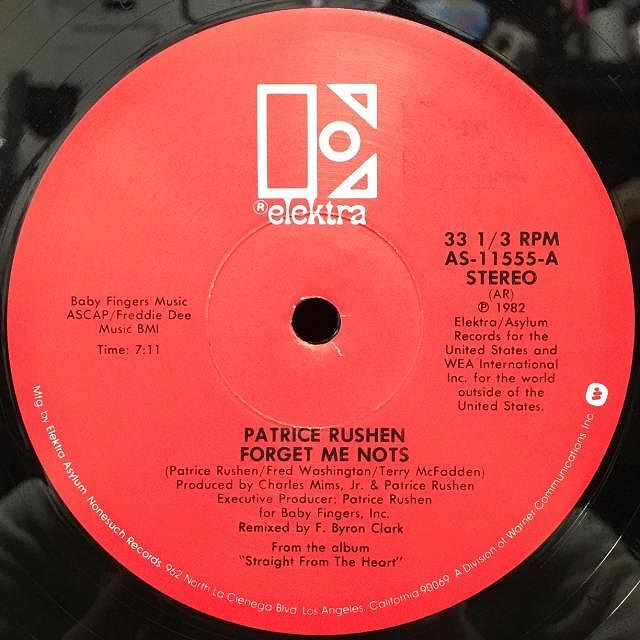 ® elektra
33 1/3 RPM
AS-11555-A
STEREO
(AR)
℗ 1982
Elektra/Asylum
Records for the
United States and
WEA International
Inc. for the world
outside of the
United States.
Baby Fingers Music
ASCAP/Freddie Dee
Music BMI
Time: 7:11
PATRICE RUSHEN
FORGET ME NOTS
(Patrice Rushen/Fred Washington/Terry McFadden)
Produced by Charles Mims, Jr. & Patrice Rushen
Executive Producer: Patrice Rushen
for Baby Fingers, Inc.
Remixed by F. Byron Clark
From the album
"Straight From The Heart"
Mfg. by Elektra Asylum Nonesuch Records 962 North La Cienega Blvd Los Angeles. California 90069. A Division of Warner Communications Inc